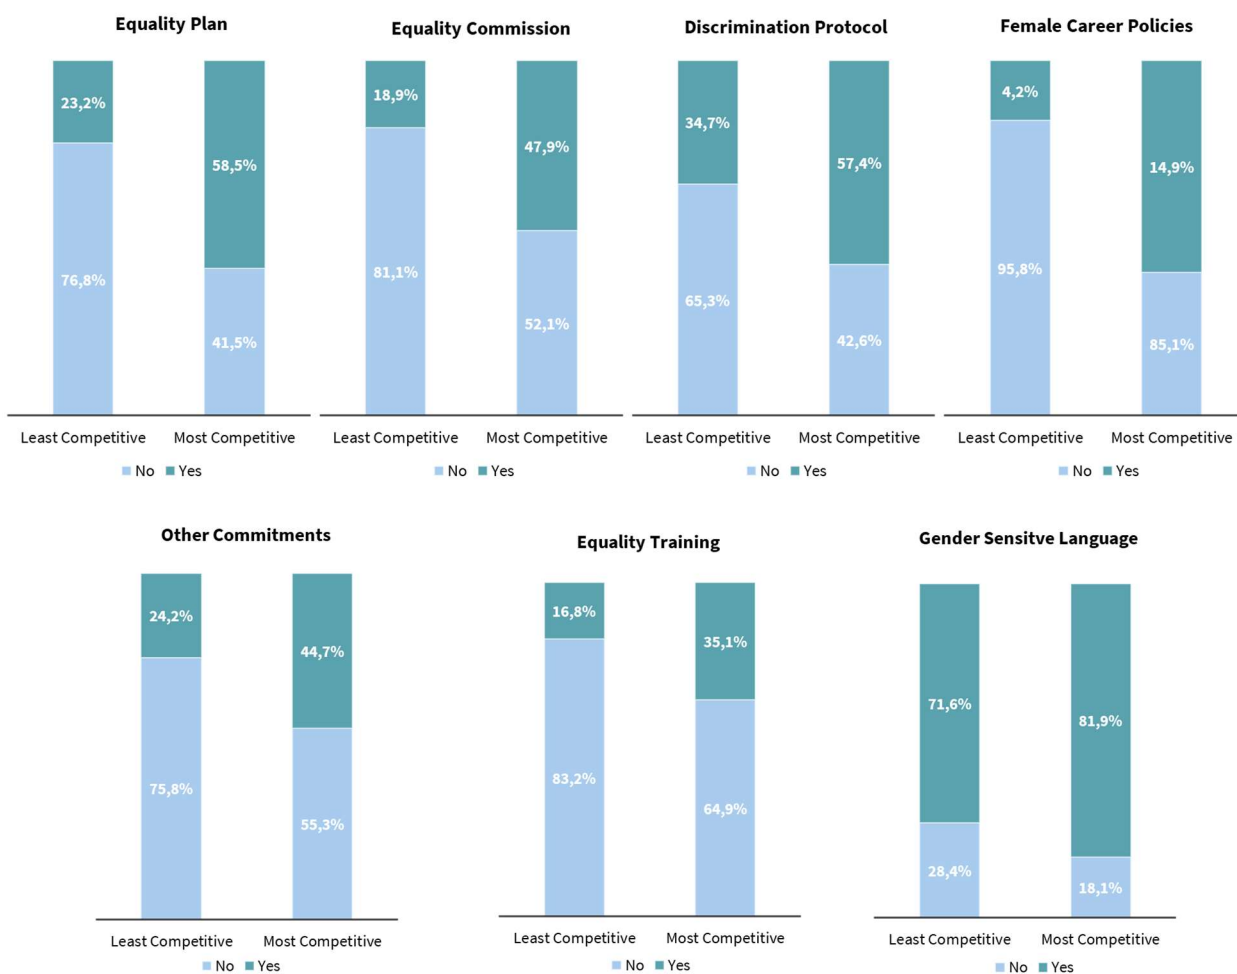 Equality Plan
23,2%
58,5%
76,8%
41,5%
Least Competitive Most Competitive
No Yes
Equality Commission
18,9%
47,9%
81,1%
52,1%
Least Competitive Most Competitive
No Yes
Discrimination Protocol
34,7%
57,4%
65,3%
42,6%
Least Competitive Most Competitive
No Yes
Female Career Policies
4,2%
14,9%
95,8%
85,1%
Least Competitive Most Competitive
No Yes
Other Commitments
24,2%
44,7%
75,8%
55,3%
Least Competitive Most Competitive
No Yes
Equality Training
16,8%
35,1%
83,2%
64,9%
Least Competitive Most Competitive
No Yes
Gender Sensitve Language
71,6%
81,9%
28,4%
18,1%
Least Competitive Most Competitive
No Yes